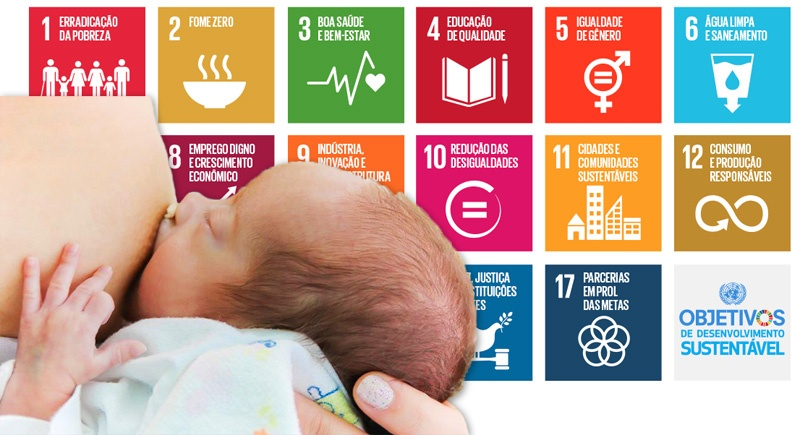 1 ERRADICAÇÃO
DA POBREZA
2 FOME ZERO
3 BOA SAÚDE
E BEM-ESTAR
4 EDUCAÇÃO
DE QUALIDADE
5 IGUALDADE
DE GÊNERO
6 ÁGUA LIMPA
E SANEAMENTO
8 EMPREGO DIGNO
E CRESCIMENTO
ECONÔMICO
9 INDÚSTRIA,
INOVAÇÃO E
10 REDUÇÃO DAS
DESIGUALDADES
11 CIDADES E
COMUNIDADES
SUSTENTÁVEIS
12 CONSUMO
E PRODUÇÃO
RESPONSÁVEIS
JUSTIÇA
17 PARCERIAS
EM PROL
DAS METAS
OBJETIVOS
DE DESENVOLVIMENTO
SUSTENTÁVEL